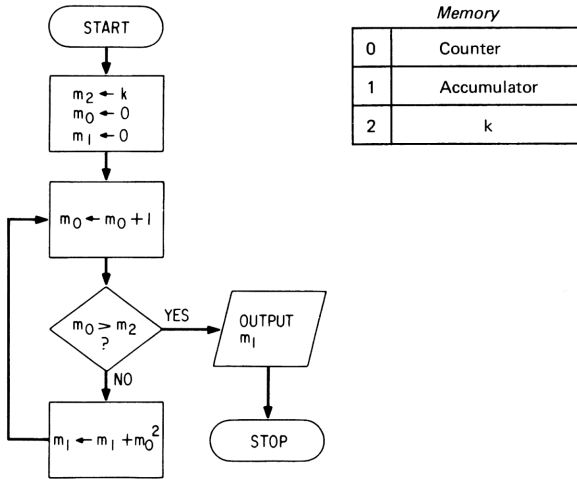 START
m₂ ← k
m₀ ← 0
m₁ ← 0
m₀ ← m₀ + 1
m₀ > m₂
?
YES
NO
OUTPUT
m₁
m₁ ← m₁ + m₀²
STOP
Memory
0 Counter
1 Accumulator
2 k